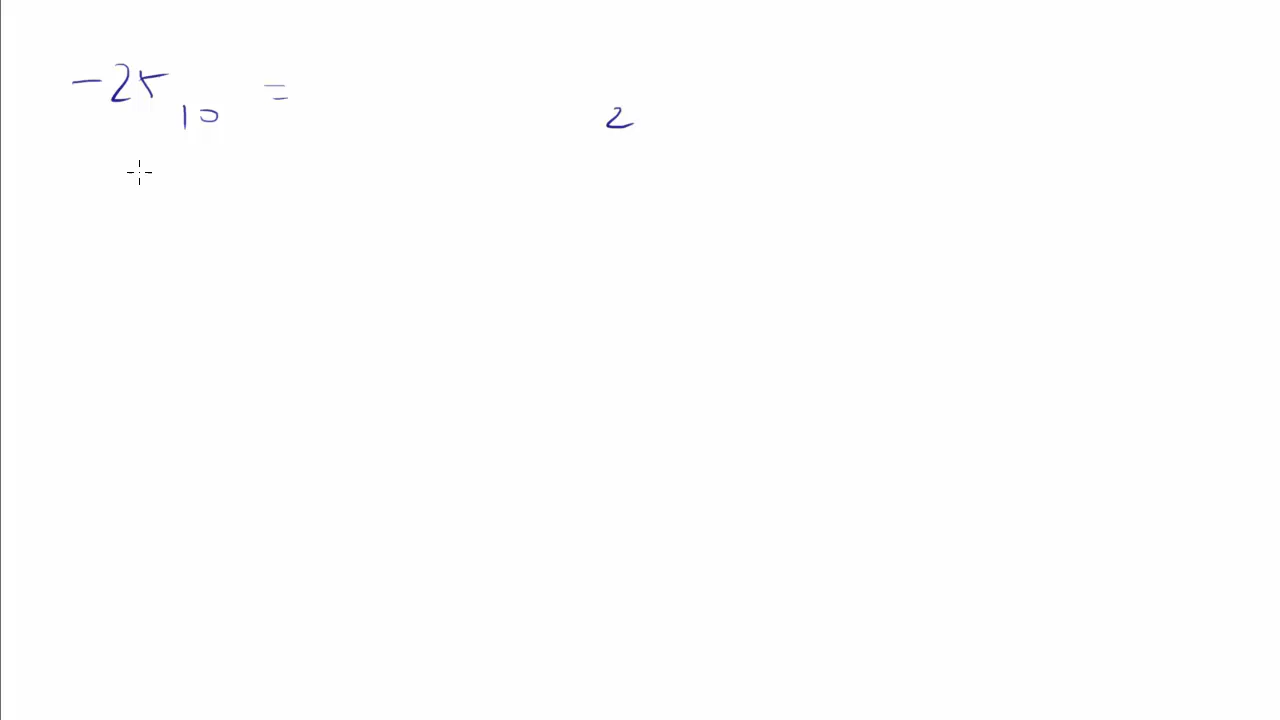 -25₁₀ = ₂